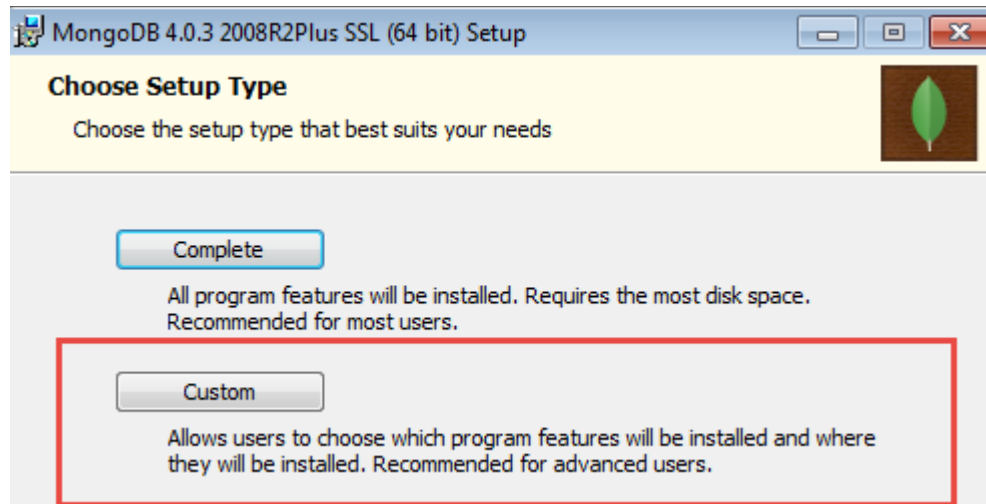 MongoDB 4.0.3 2008R2Plus SSL (64 bit) Setup
Choose Setup Type
Choose the setup type that best suits your needs
Complete
All program features will be installed. Requires the most disk space.
Recommended for most users.
Custom
Allows users to choose which program features will be installed and where
they will be installed. Recommended for advanced users.